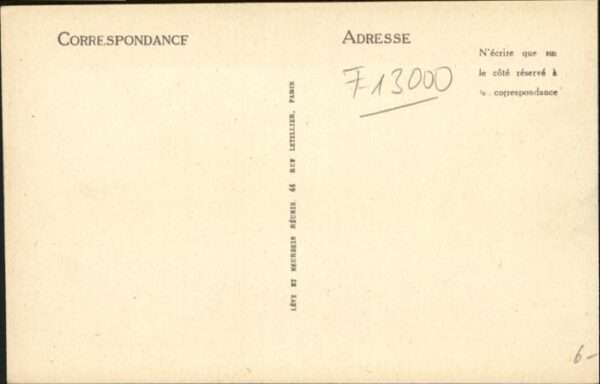 CORRESPONDANCE
ADRESSE
N'écrire que sur
le côté réservé à
la correspondance
F-13000
LÉVY ET NEURDEIN RÉUNIS. 44 RUE LETELLIER, PARIS
6-